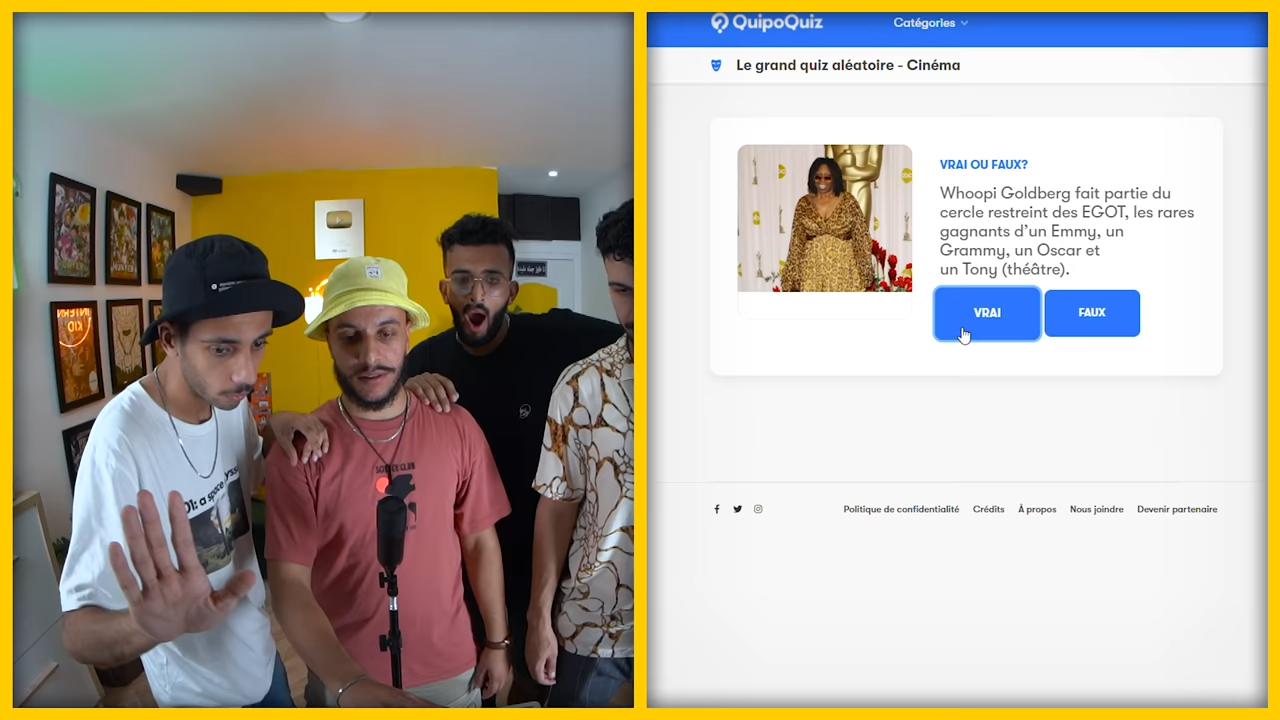 QuipoQuiz
Catégories
Le grand quiz aléatoire - Cinéma
VRAI OU FAUX?
Whoopi Goldberg fait partie du
cercle restreint des EGOT, les rares
gagnants d'un Emmy, un
Grammy, un Oscar et
un Tony (théâtre).
VRAI
FAUX
Politique de confidentialité
Crédits
À propos
Nous joindre
Devenir partenaire
KID